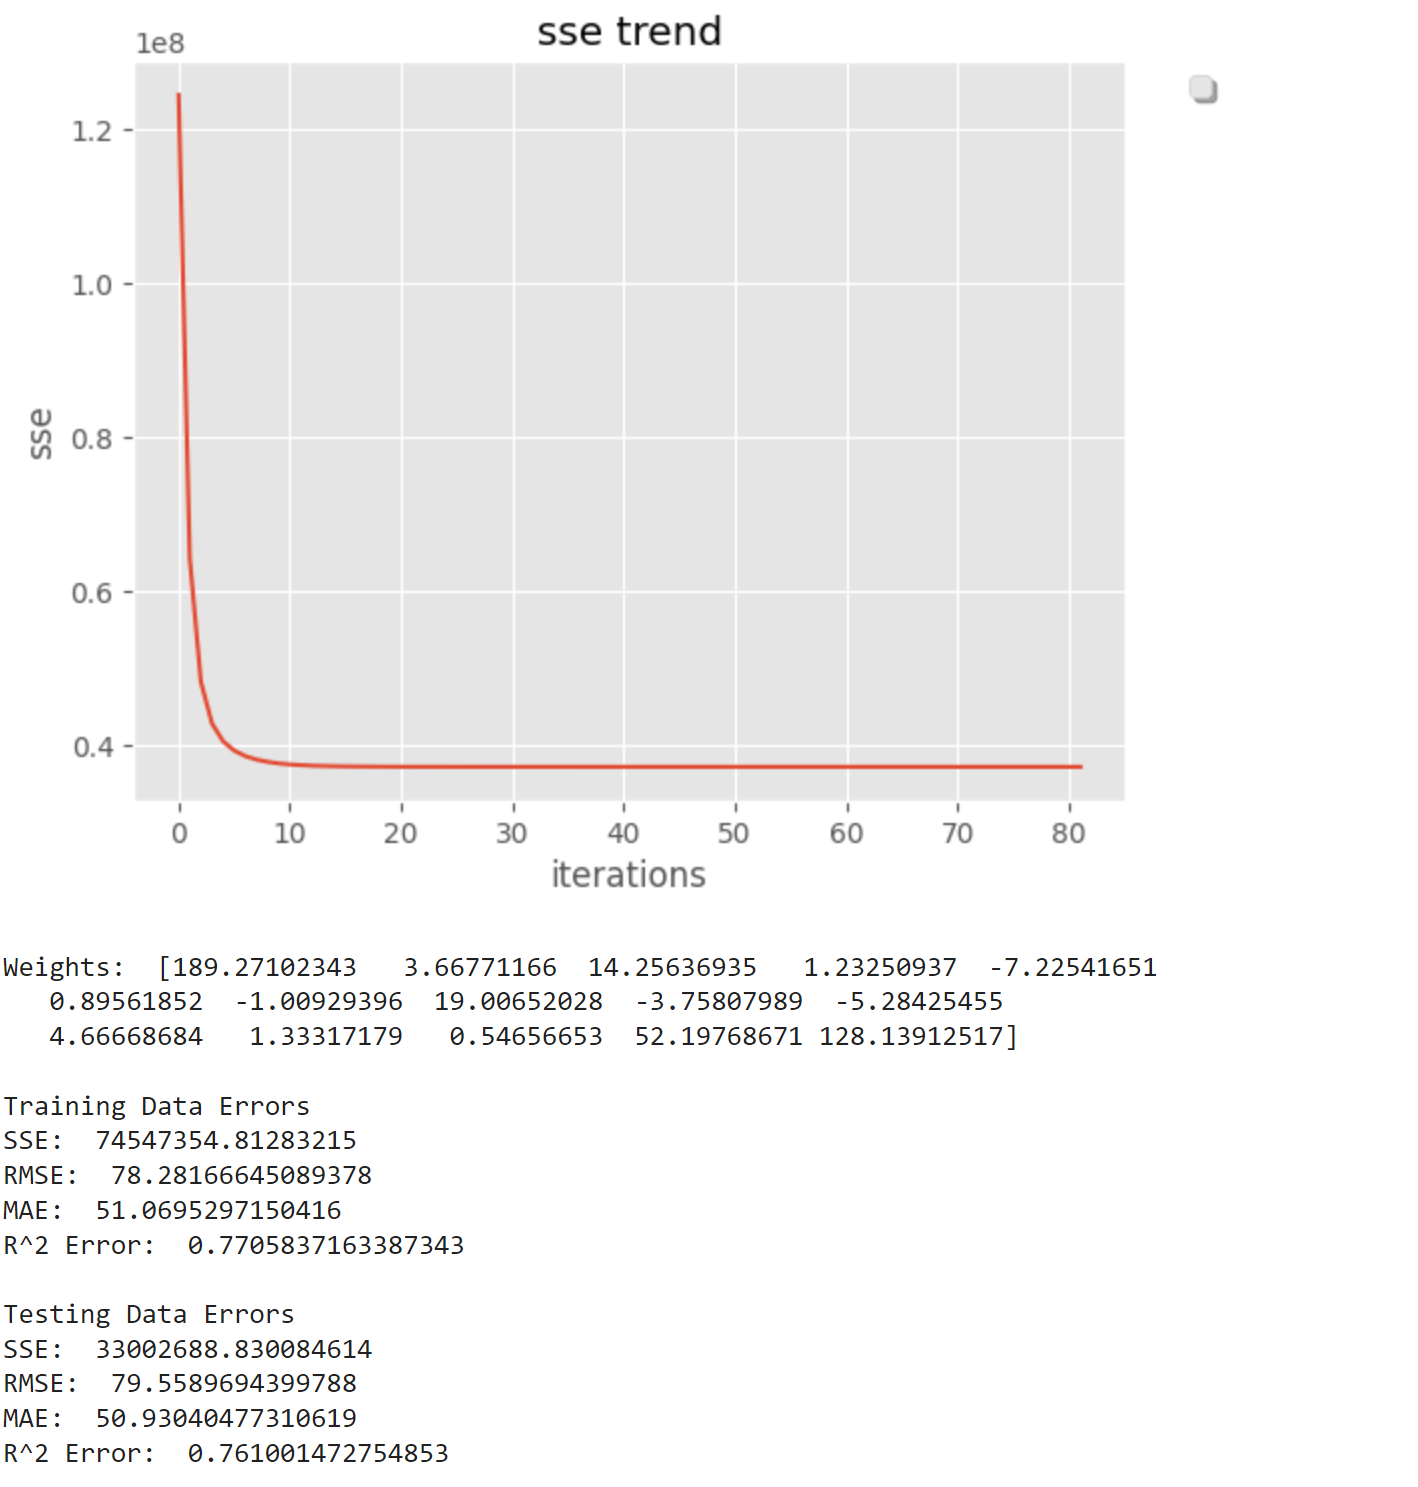 sse trend
1e8
1.2
1.0
0.8
0.6
0.4
sse
0 10 20 30 40 50 60 70 80
iterations
Weights:  [189.27102343   3.66771166  14.25636935   1.23250937  -7.22541651
0.89561852  -1.00929396  19.00652028  -3.75807989  -5.28425455
4.66668684   1.33317179   0.54656653  52.19768671 128.13912517]
Training Data Errors
SSE:  74547354.81283215
RMSE:  78.28166645089378
MAE:  51.0695297150416
R^2 Error:  0.7705837163387343
Testing Data Errors
SSE:  33002688.830084614
RMSE:  79.5589694399788
MAE:  50.93040477310619
R^2 Error:  0.761001472754853